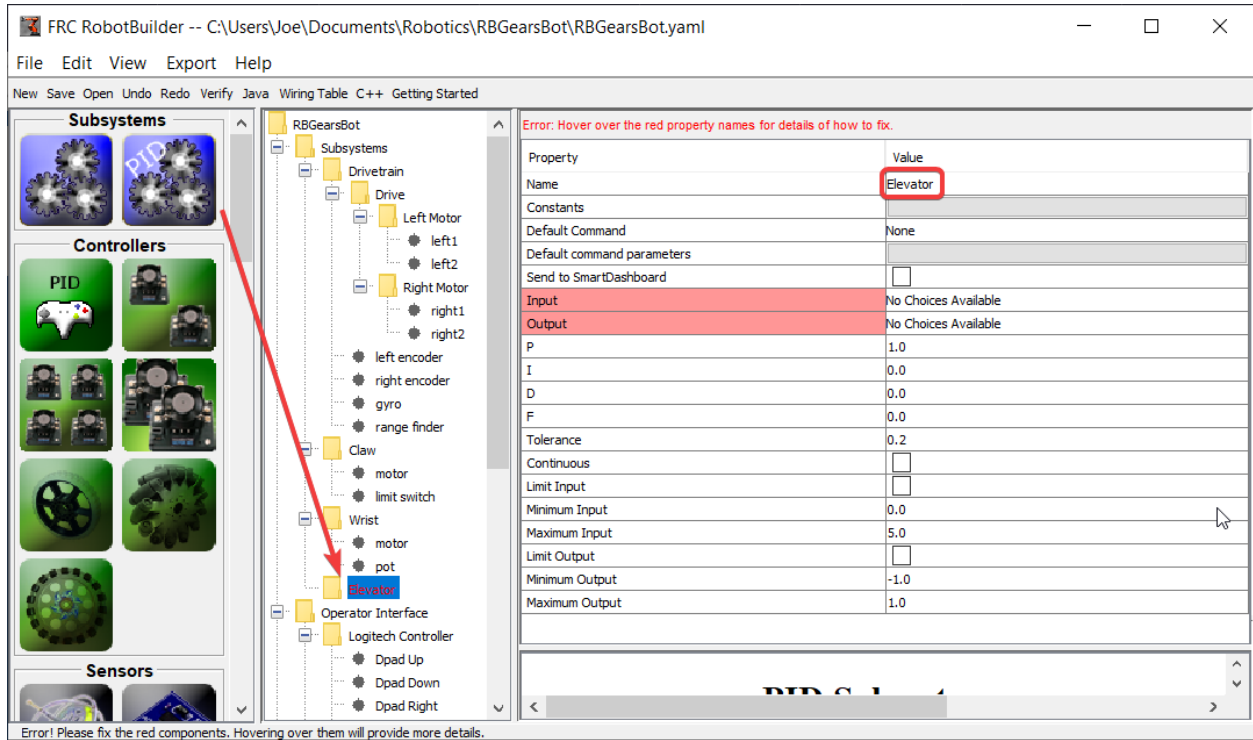 FRC RobotBuilder -- C:\Users\Joe\Documents\Robotics\RBGearsBot\RBGearsBot.yaml
File Edit View Export Help
New Save Open Undo Redo Verify Java Wiring Table C++ Getting Started
Subsystems
PID
Controllers
PID
Sensors
RBGearsBot
Subsystems
Drivetrain
Drive
Left Motor
left1
left2
Right Motor
right1
right2
left encoder
right encoder
gyro
range finder
Claw
motor
limit switch
Wrist
motor
pot
Elevator
Operator Interface
Logitech Controller
Dpad Up
Dpad Down
Dpad Right
Error: Hover over the red property names for details of how to fix.
Property Value
Name Elevator
Constants
Default Command None
Default command parameters
Send to SmartDashboard
Input No Choices Available
Output No Choices Available
P 1.0
I 0.0
D 0.0
F 0.0
Tolerance 0.2
Continuous
Limit Input
Minimum Input 0.0
Maximum Input 5.0
Limit Output
Minimum Output -1.0
Maximum Output 1.0
Error! Please fix the red components. Hovering over them will provide more details.